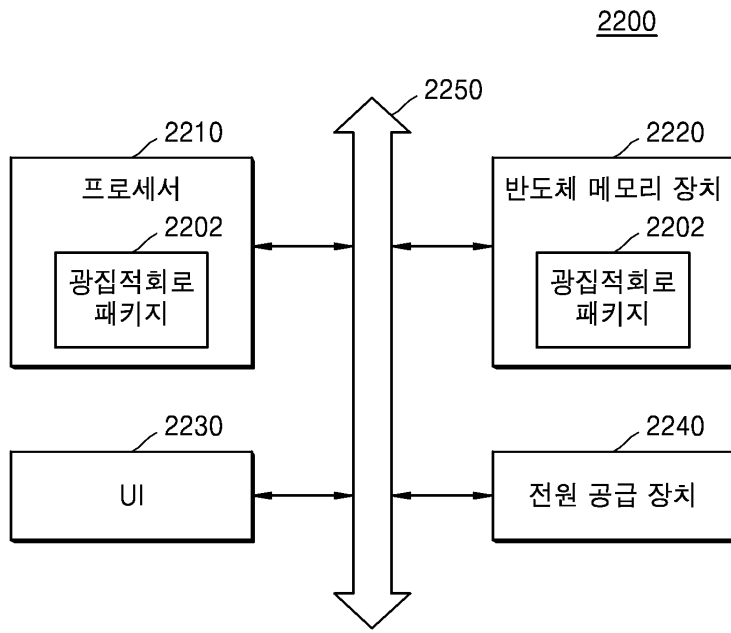 2200
2250
2210
프로세서
2202
광집적회로
패키지
2220
반도체 메모리 장치
2202
광집적회로
패키지
2230
UI
2240
전원 공급 장치